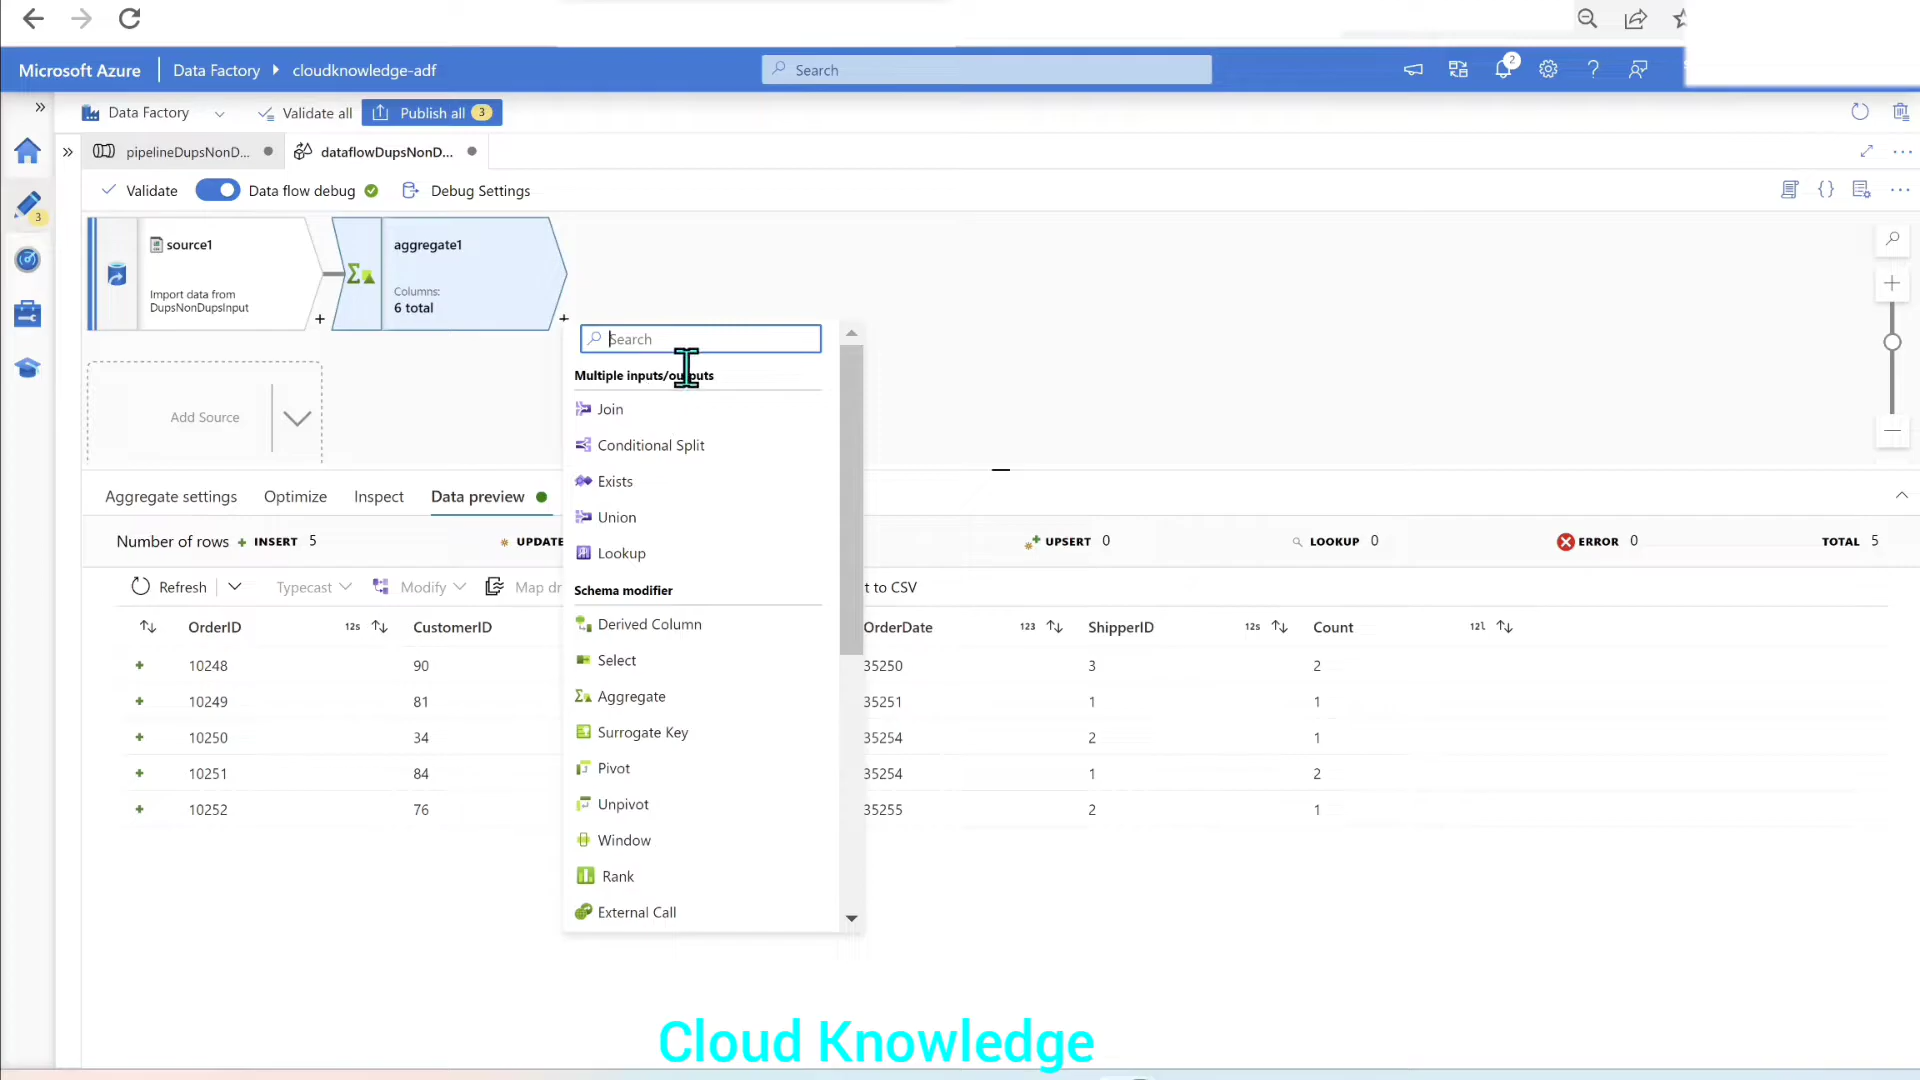 Microsoft Azure Data Factory cloudknowledge-adf Search 2
Data Factory Validate all Publish all 3
pipelineDupsNonD... dataflowDupsNonD...
Validate Data flow debug Debug Settings
3
source1
Import data from
DupsNonDupsInput
aggregate1
Columns:
6 total
Add Source
Search
Multiple inputs/outputs
Join
Conditional Split
Exists
Union
Lookup
Schema modifier
Derived Column
Select
Aggregate
Surrogate Key
Pivot
Unpivot
Window
Rank
External Call
Aggregate settings Optimize Inspect Data preview
Number of rows INSERT 5 UPDATE UPSERT 0 LOOKUP 0 ERROR 0 TOTAL 5
Refresh Typecast Modify Map dr t to CSV
OrderID 12s CustomerID OrderDate 123 ShipperID 12s Count 12l
10248 90 35250 3 2
10249 81 35251 1 1
10250 34 35254 2 1
10251 84 35254 1 2
10252 76 35255 2 1
Cloud Knowledge